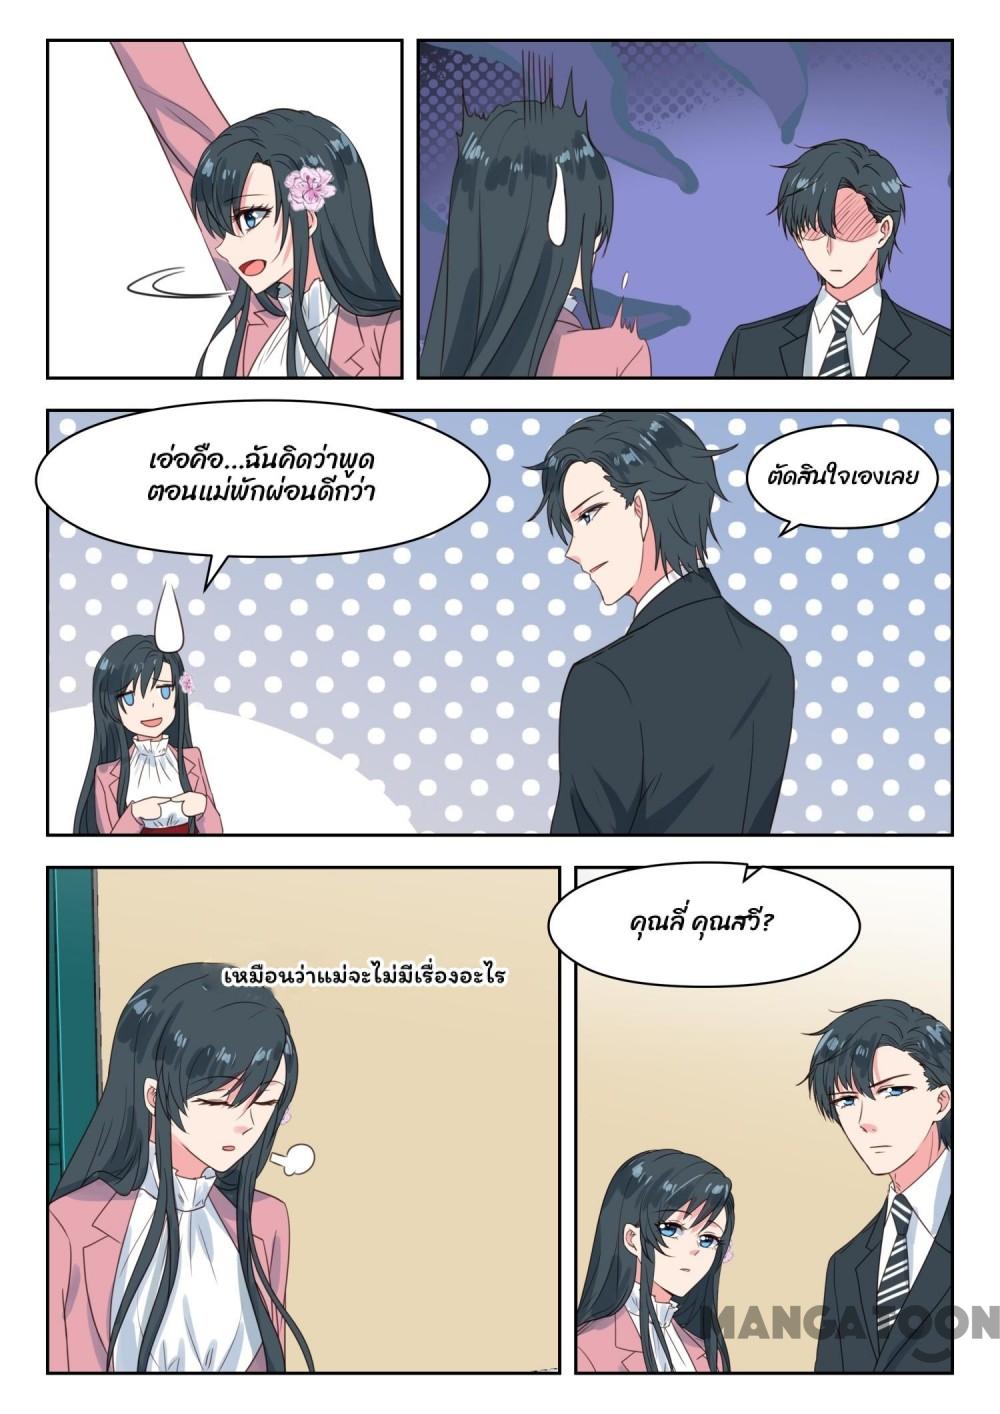 เอ่อคือ...ฉันคิดว่าพูด
ตอนแม่พักผ่อนดีกว่า
ตัดสินใจเองเลย
เหมือนว่าแม่จะไม่มีเรื่องอะไร
คุณลี่ คุณสวี?
MANGATOON